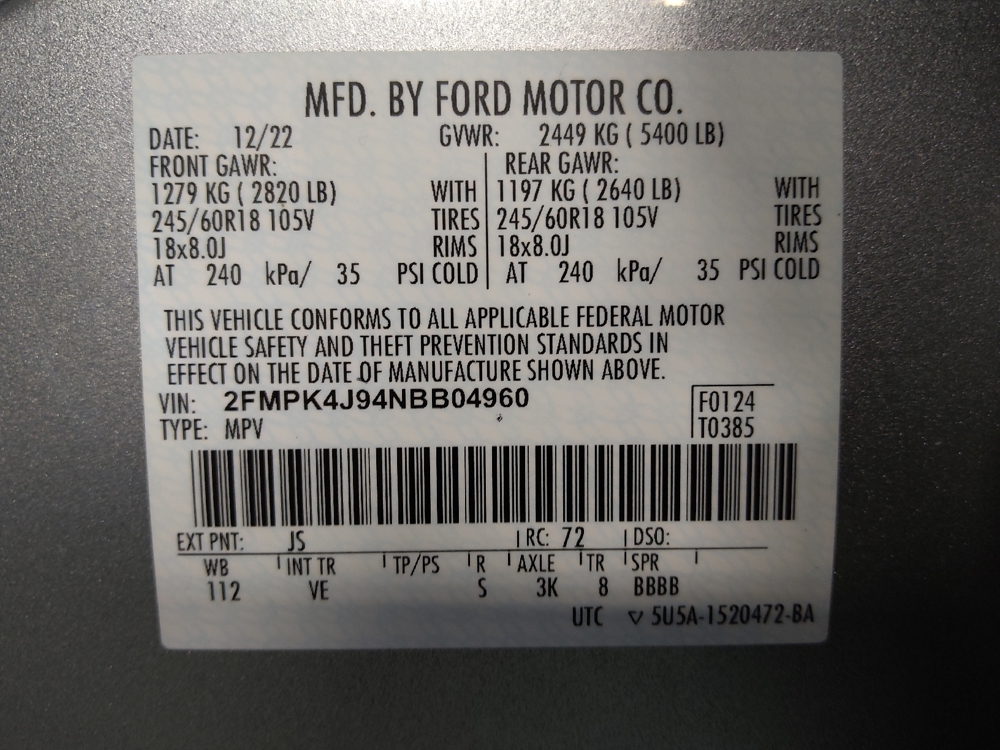 MFD. BY FORD MOTOR CO.
DATE: 12/22 GVWR: 2449 KG ( 5400 LB)
FRONT GAWR: REAR GAWR:
1279 KG ( 2820 LB) WITH 1197 KG ( 2640 LB) WITH
245/60R18 105V TIRES 245/60R18 105V TIRES
18x8.0J RIMS 18x8.0J RIMS
AT 240 kPa/ 35 PSI COLD AT 240 kPa/ 35 PSI COLD
THIS VEHICLE CONFORMS TO ALL APPLICABLE FEDERAL MOTOR
VEHICLE SAFETY AND THEFT PREVENTION STANDARDS IN
EFFECT ON THE DATE OF MANUFACTURE SHOWN ABOVE.
VIN: 2FMPK4J94NBB04960 F0124
TYPE: MPV T0385
EXT PNT: JS RC: 72 DSO:
WB INT TR TP/PS R AXLE TR SPR
112 VE S 3K 8 BBBB
UTC ▽ 5U5A-1520472-BA